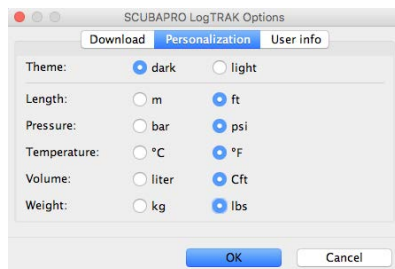 SCUBAPRO LogTRAK Options
Download Personalization User info
Theme: dark light
Length: m ft
Pressure: bar psi
Temperature: °C °F
Volume: liter Cft
Weight: kg lbs
OK Cancel